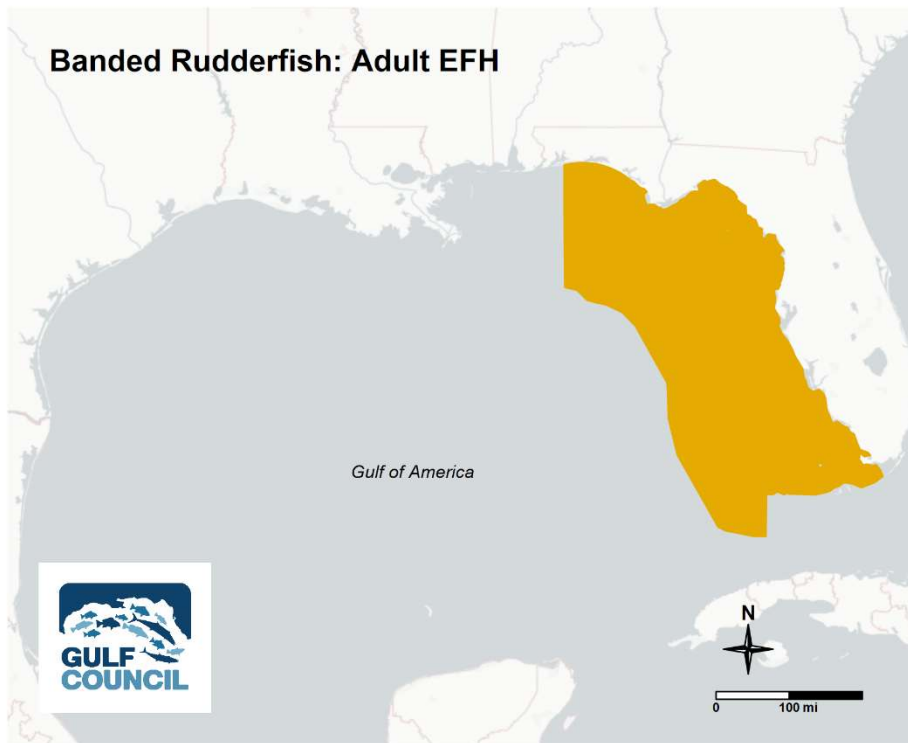 Banded Rudderfish: Adult EFH
Gulf of America
GULF
COUNCIL
N
0 100 mi